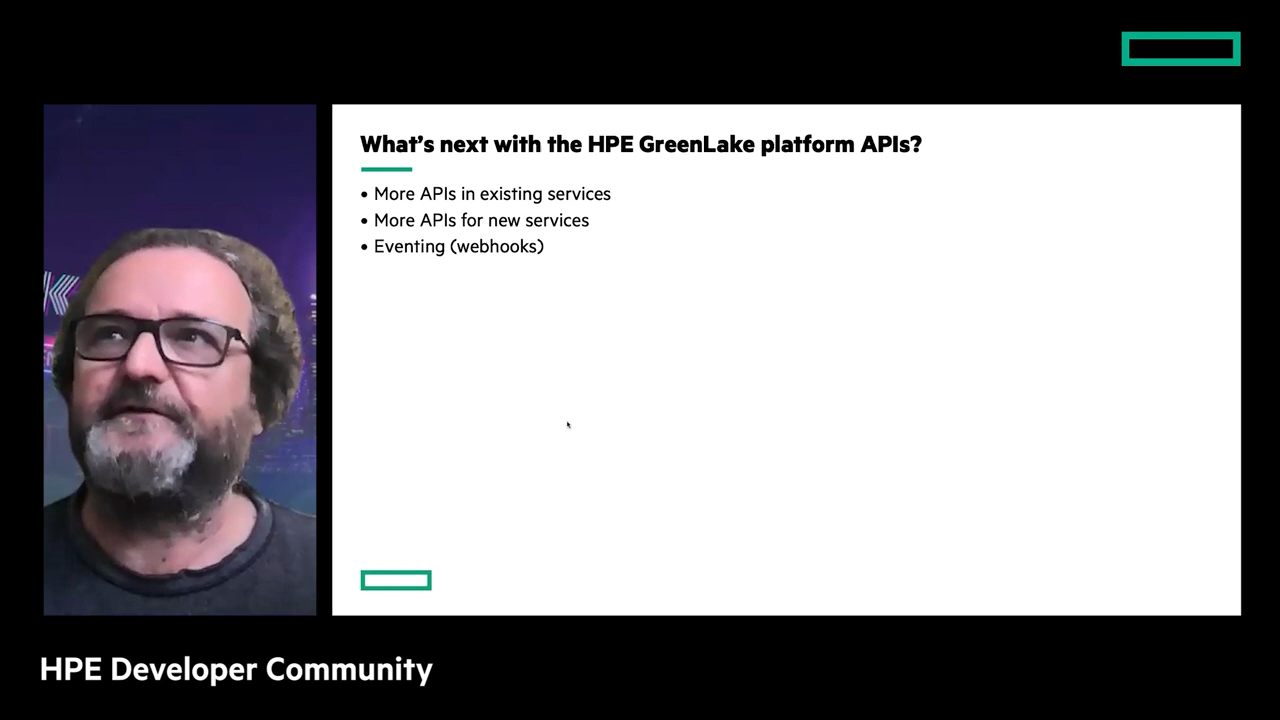 What's next with the HPE GreenLake platform APIs?
• More APIs in existing services
• More APIs for new services
• Eventing (webhooks)
HPE Developer Community